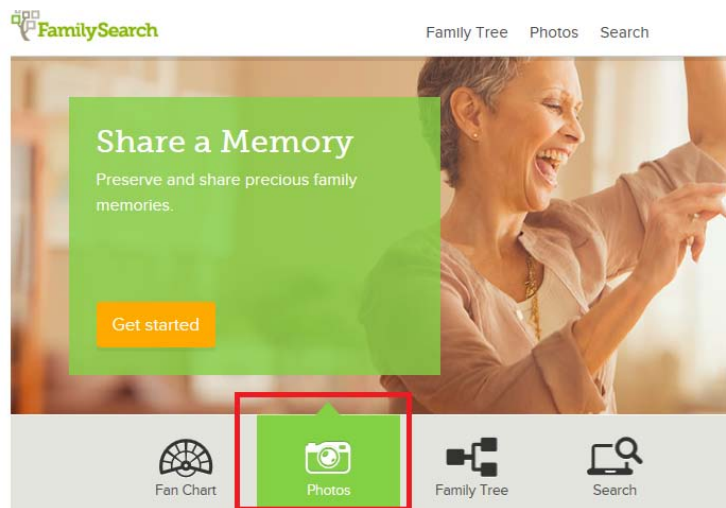 FamilySearch
Family Tree Photos Search
Share a Memory
Preserve and share precious family
memories.
Get started
Fan Chart
Photos
Family Tree
Search